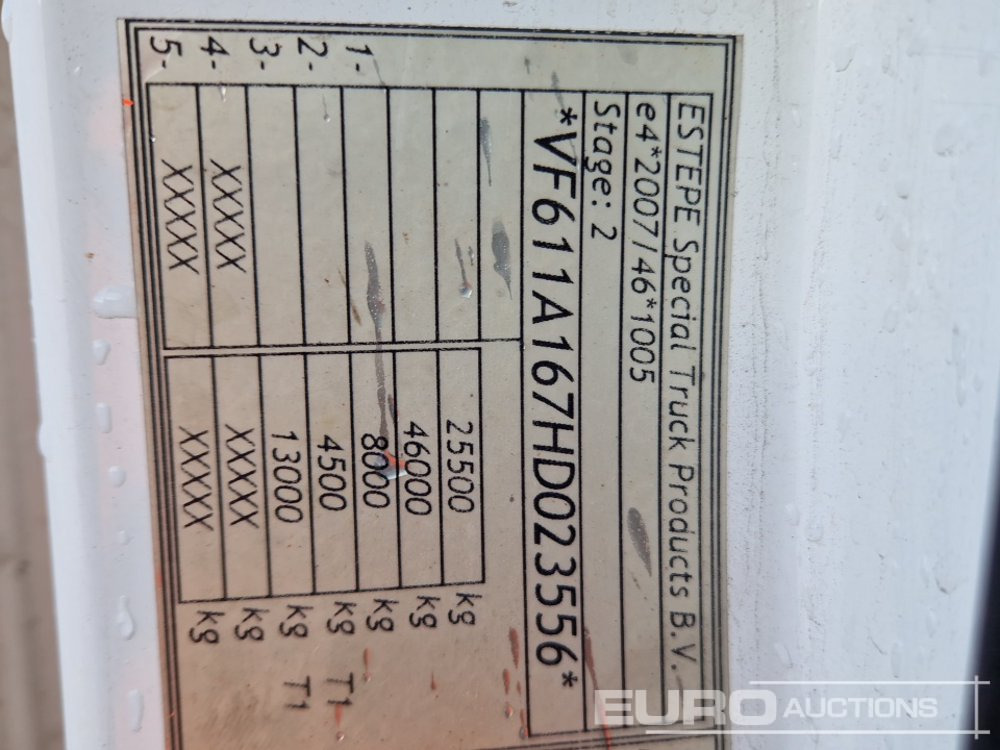 ESTEPE Special Truck Products B.V.
e4*2007/46*1005
Stage: 2
*VF611A167HD023556*
25500 kg
46000 kg
1- 8000 kg
2- 4500 kg T1
3- 13000 kg T1
4- XXXXX XXXXX kg
5- XXXXX XXXXX kg
EURO AUCTIONS